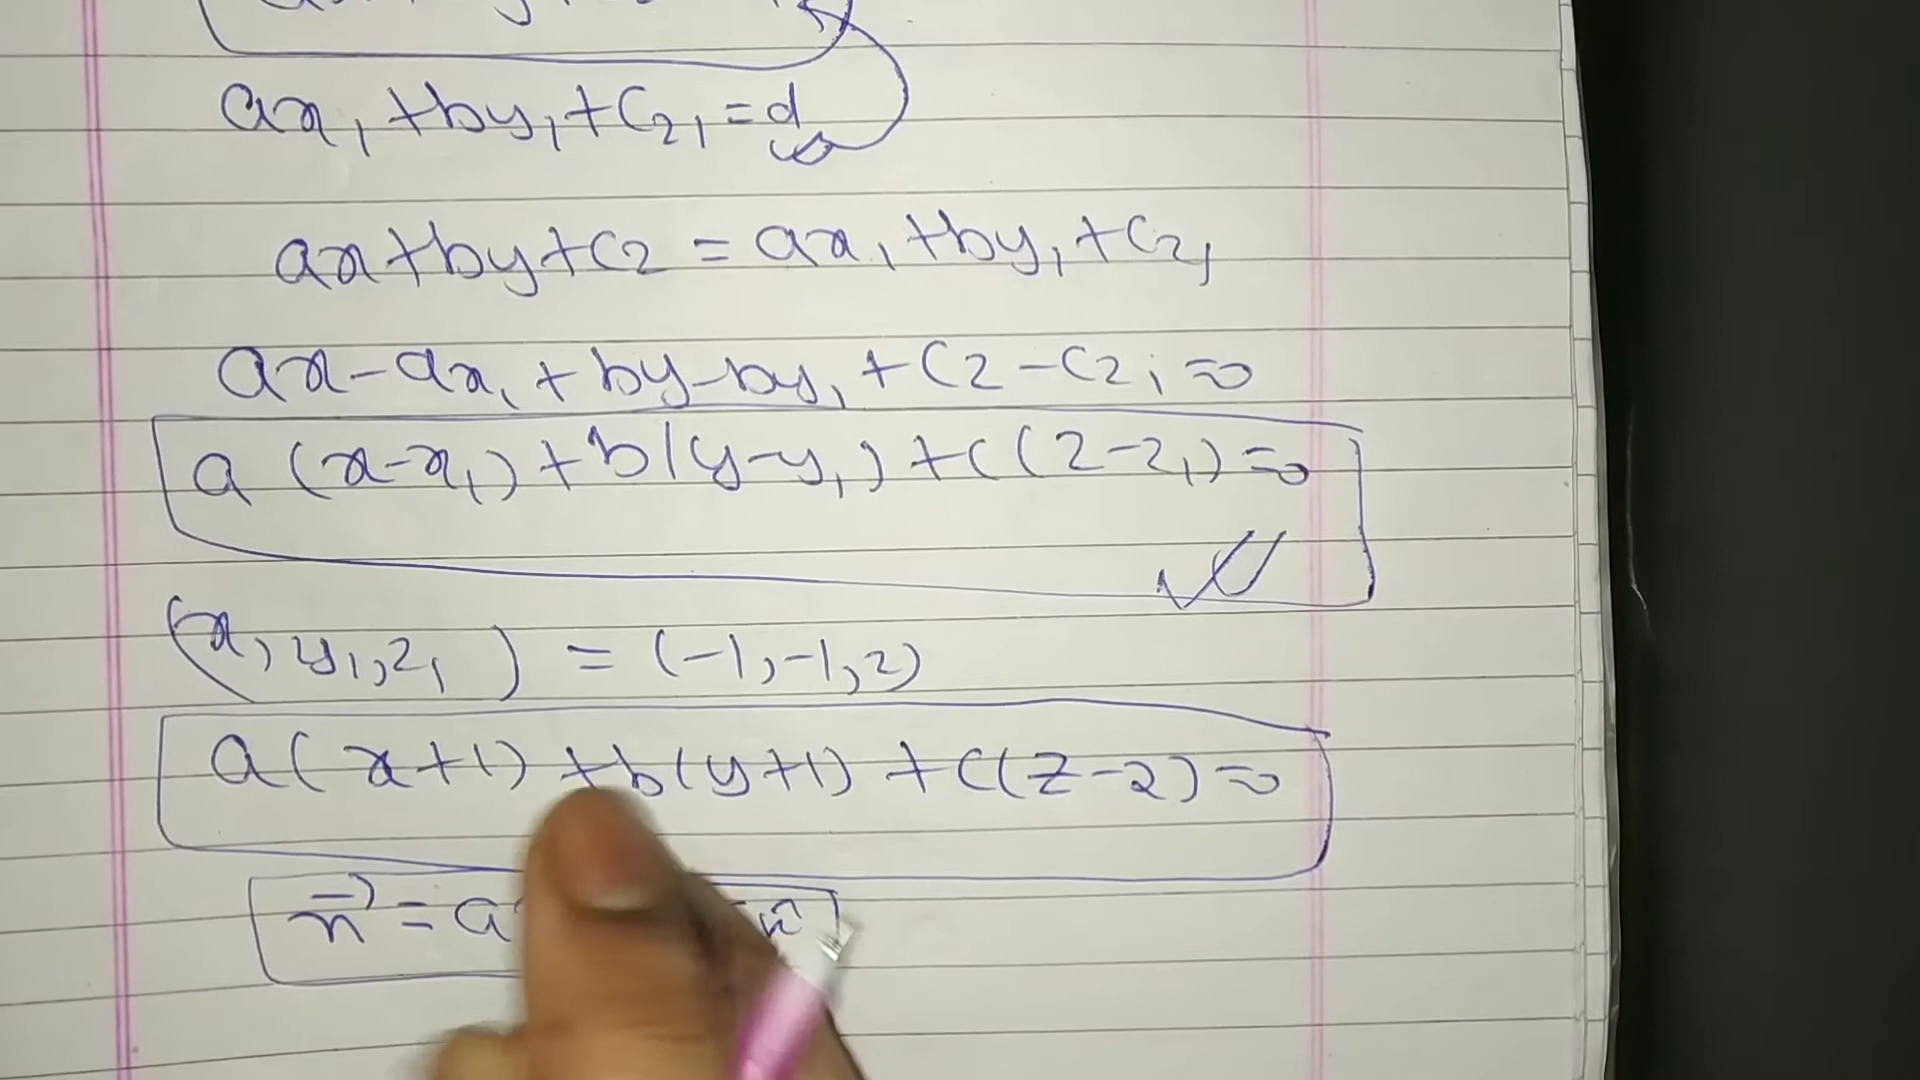 ax₁ + by₁ + cz₁ = d
ax + by + cz = ax₁ + by₁ + cz₁
ax - ax₁ + by - by₁ + cz - cz₁ = 0
a (x - x₁) + b(y - y₁) + c(z - z₁) = 0
(x₁, y₁, z₁) = (-1, -1, 2)
a(x+1) + b(y+1) + c(z-2) = 0
n⃗ = a